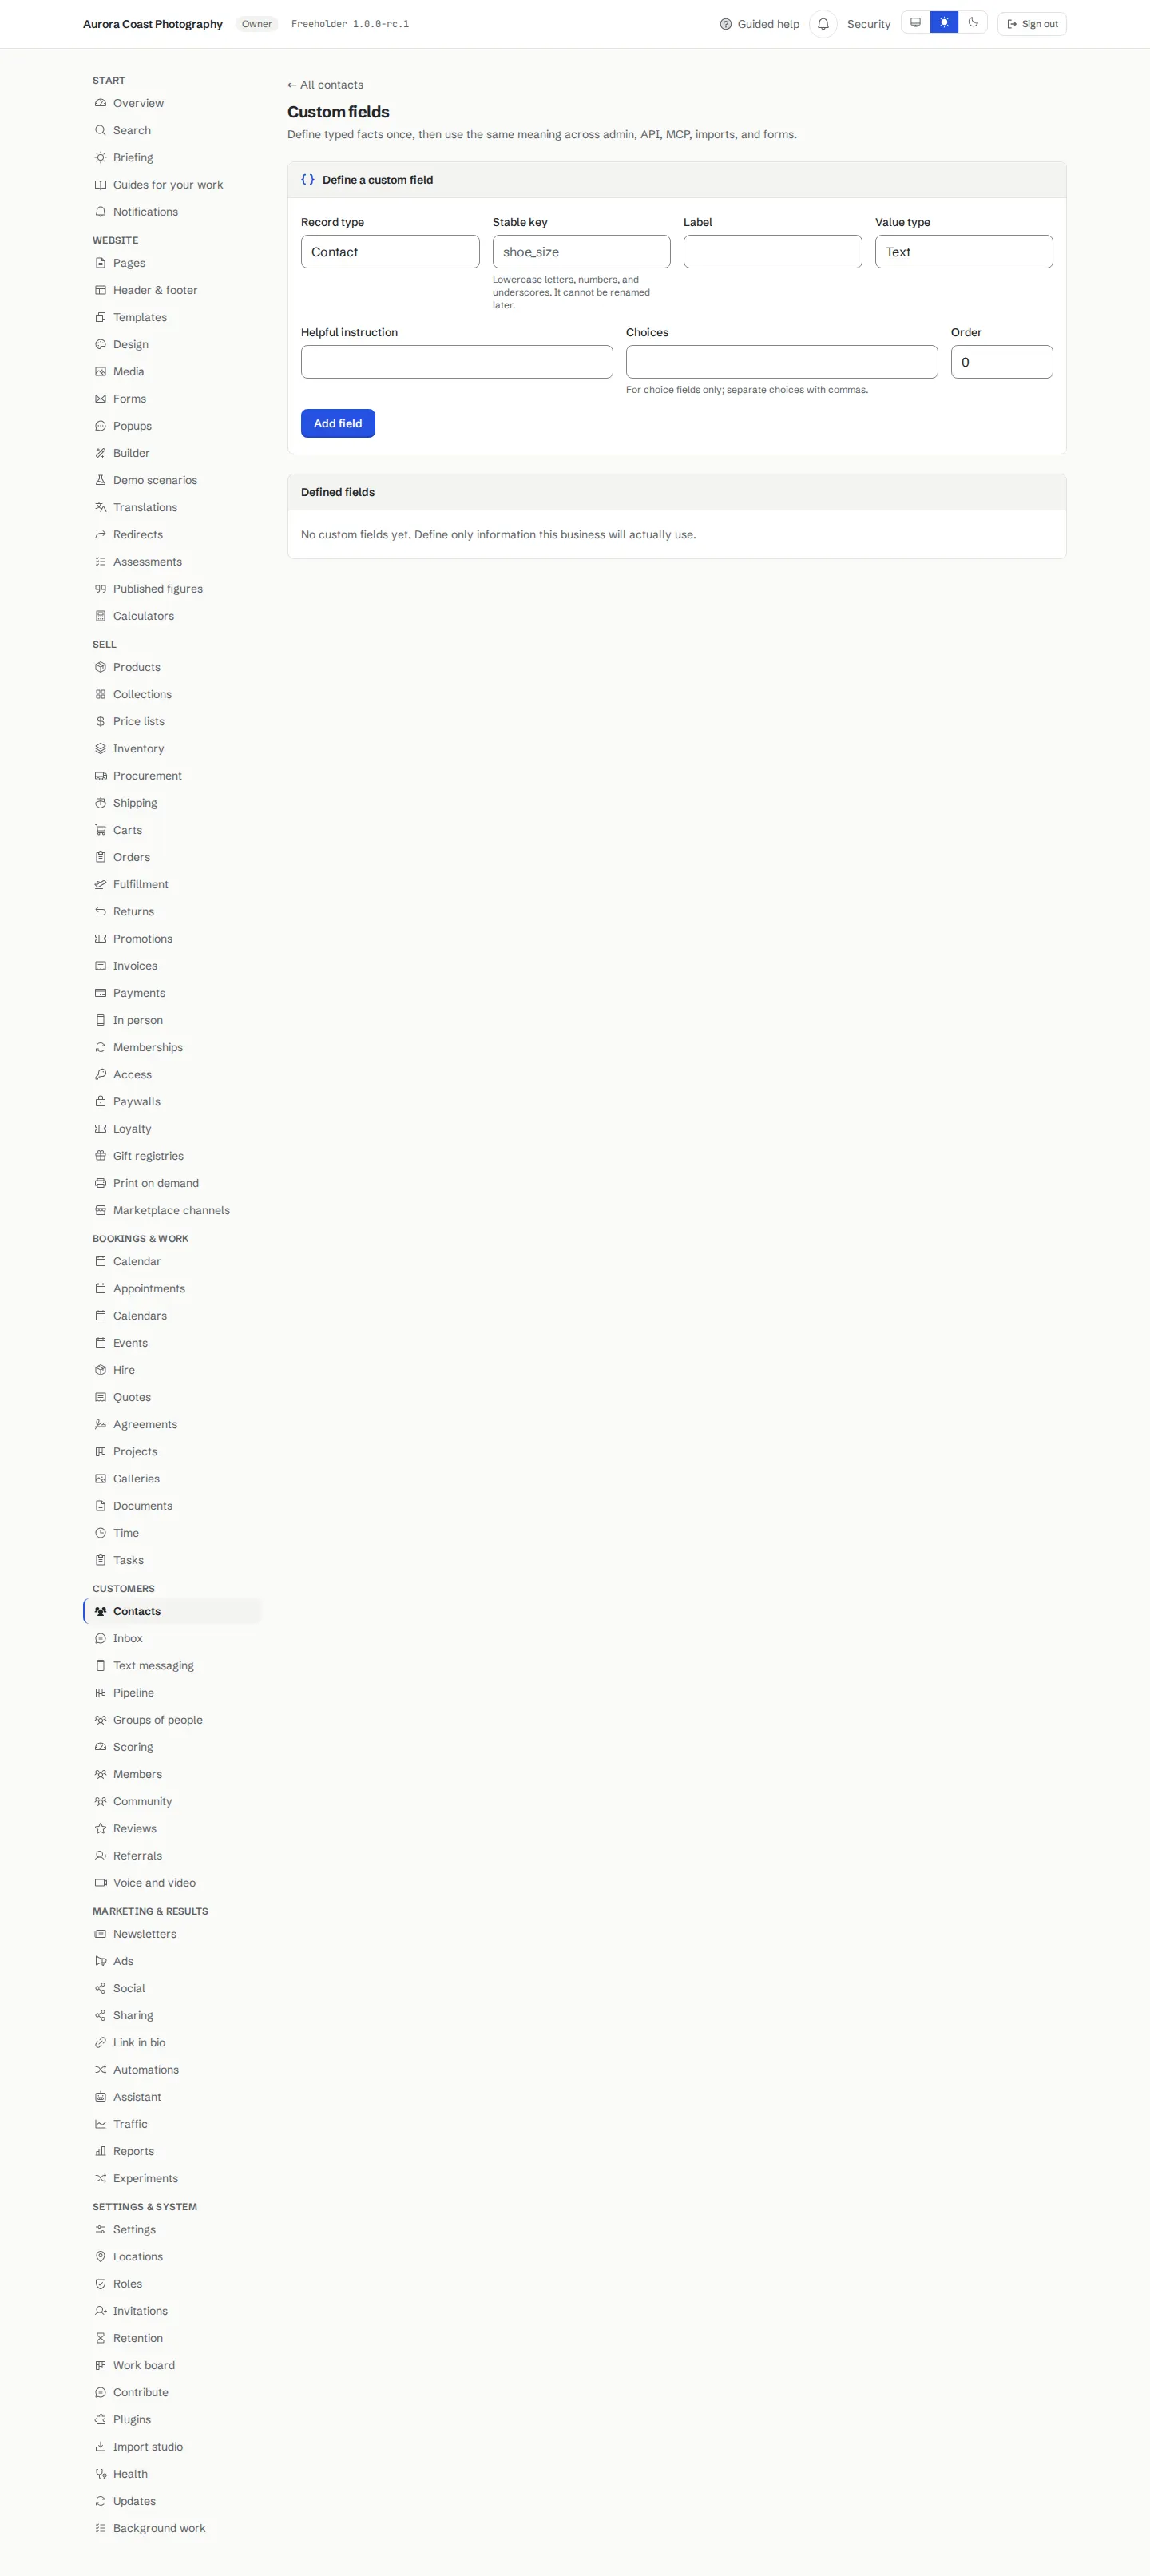 Aurora Coast Photography
Owner
Freeholder 1.0.0-rc.1
Guided help
Security
Sign out
START
Overview
Search
Briefing
Guides for your work
Notifications
WEBSITE
Pages
Header & footer
Templates
Design
Media
Forms
Popups
Builder
Demo scenarios
Translations
Redirects
Assessments
Published figures
Calculators
SELL
Products
Collections
Price lists
Inventory
Procurement
Shipping
Carts
Orders
Fulfillment
Returns
Promotions
Invoices
Payments
In person
Memberships
Access
Paywalls
Loyalty
Gift registries
Print on demand
Marketplace channels
BOOKINGS & WORK
Calendar
Appointments
Calendars
Events
Hire
Quotes
Agreements
Projects
Galleries
Documents
Time
Tasks
CUSTOMERS
Contacts
Inbox
Text messaging
Pipeline
Groups of people
Scoring
Members
Community
Reviews
Referrals
Voice and video
MARKETING & RESULTS
Newsletters
Ads
Social
Sharing
Link in bio
Automations
Assistant
Traffic
Reports
Experiments
SETTINGS & SYSTEM
Settings
Locations
Roles
Invitations
Retention
Work board
Contribute
Plugins
Import studio
Health
Updates
Background work
← All contacts
Custom fields
Define typed facts once, then use the same meaning across admin, API, MCP, imports, and forms.
Define a custom field
Record type
Contact
Stable key
shoe_size
Lowercase letters, numbers, and
underscores. It cannot be renamed
later.
Label
Value type
Text
Helpful instruction
Choices
For choice fields only; separate choices with commas.
Order
0
Add field
Defined fields
No custom fields yet. Define only information this business will actually use.